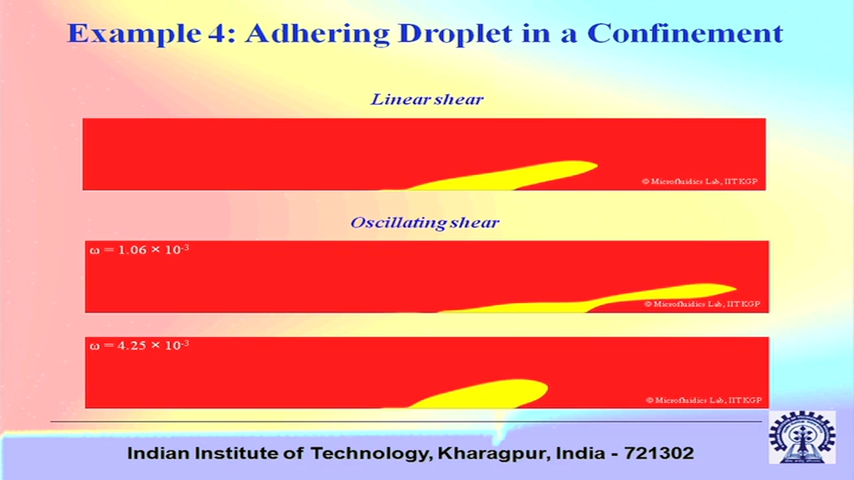 Example 4: Adhering Droplet in a Confinement
Linear shear
© Microfluidics Lab, IIT KGP
Oscillating shear
ω = 1.06 × 10-3
© Microfluidics Lab, IIT KGP
ω = 4.25 × 10-3
© Microfluidics Lab, IIT KGP
Indian Institute of Technology, Kharagpur, India - 721302